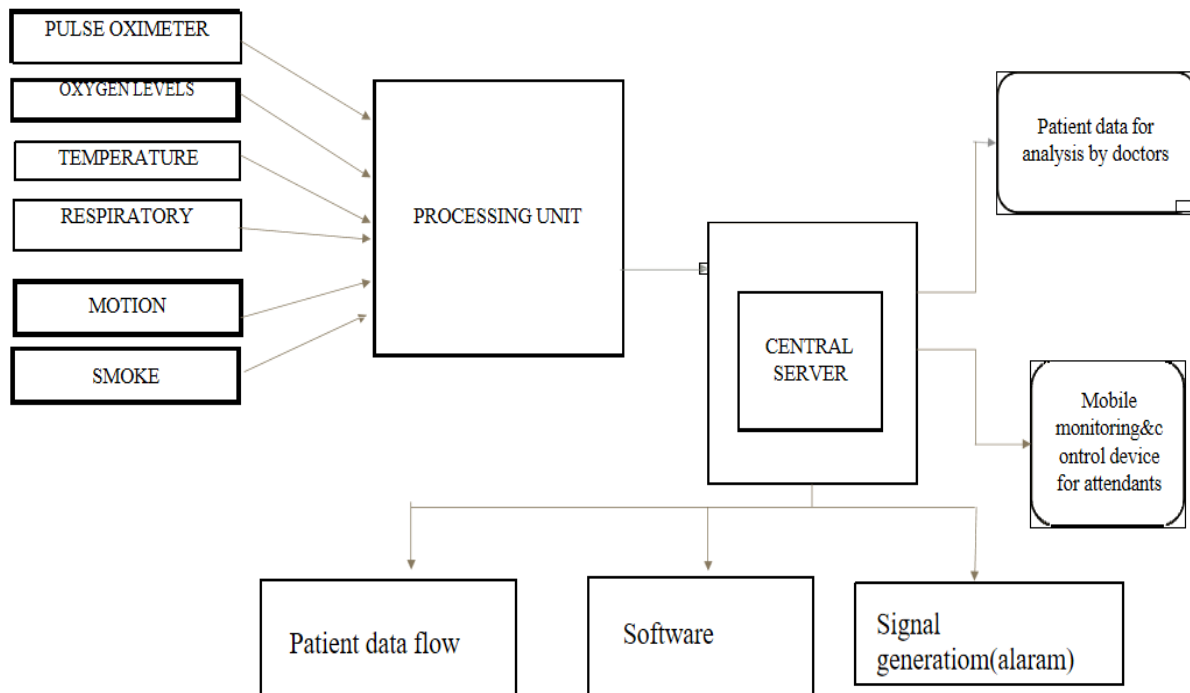 PULSE OXIMETER
OXYGEN LEVELS
TEMPERATURE
RESPIRATORY
MOTION
SMOKE
PROCESSING UNIT
CENTRAL
SERVER
Patient data for
analysis by doctors
Mobile
monitoring&c
ontrol device
for attendants
Patient data flow
Software
Signal
generatiom(alaram)